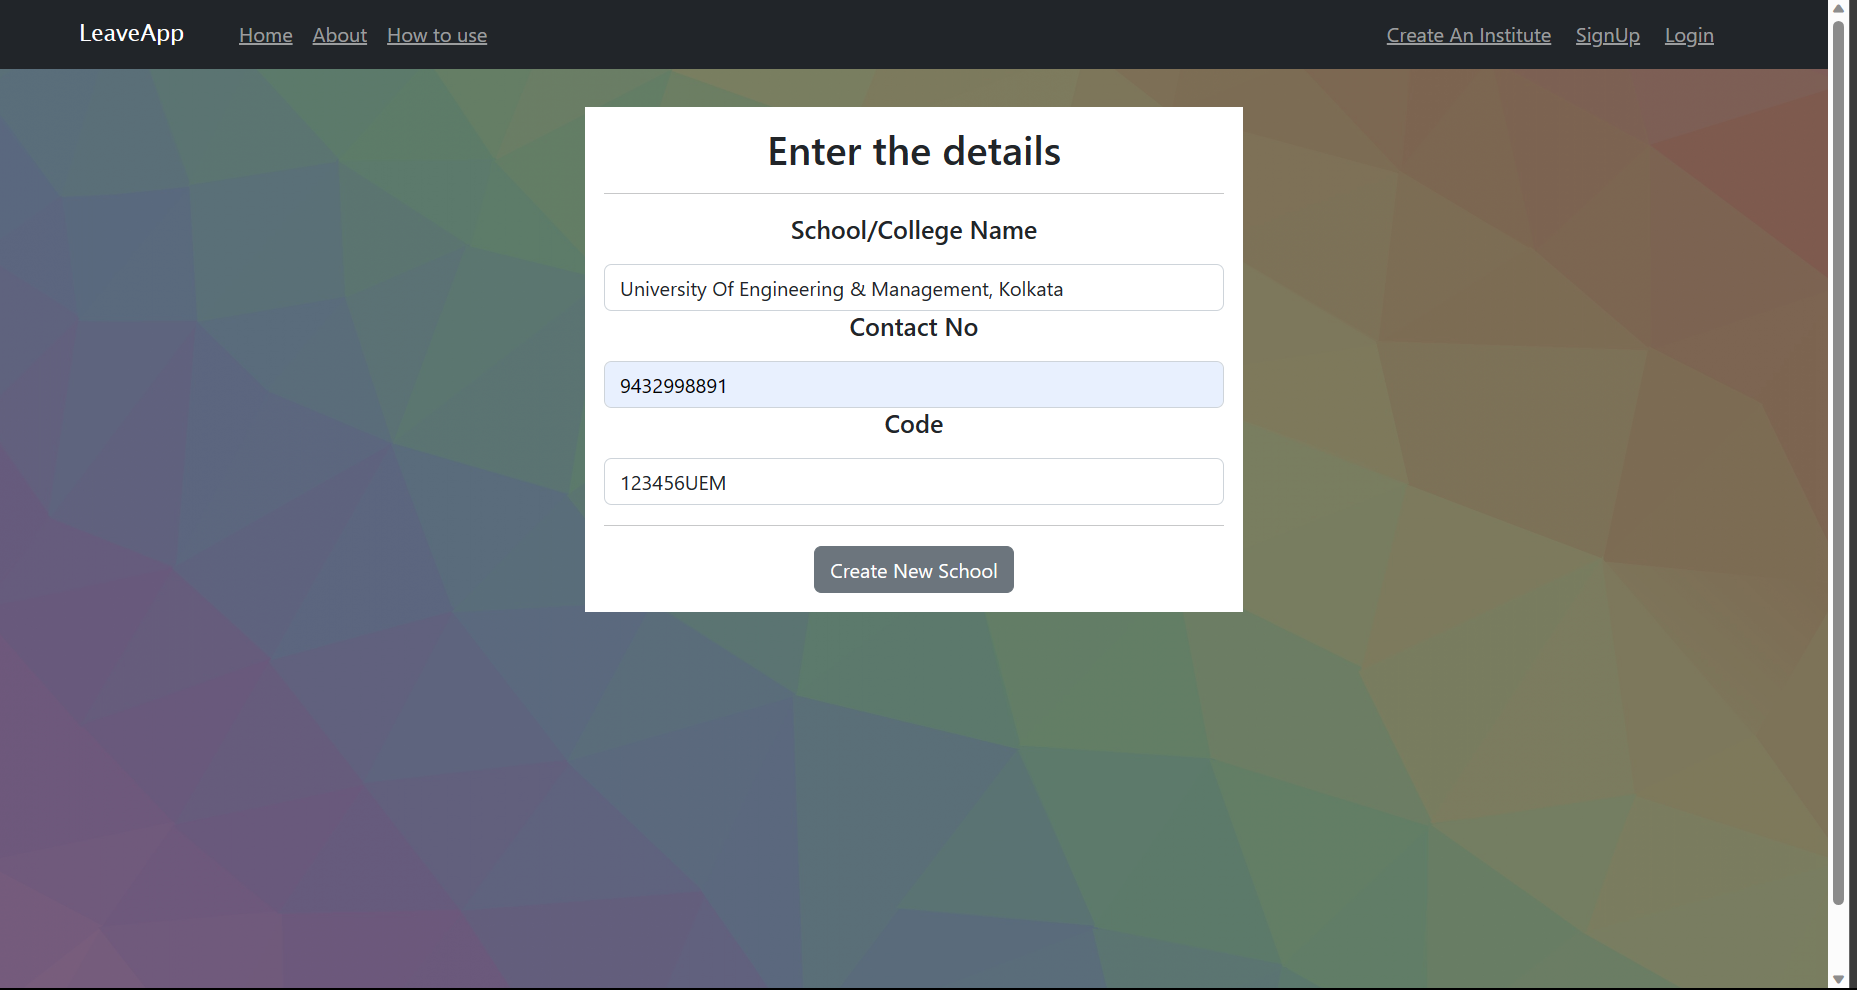 LeaveApp Home About How to use Create An Institute SignUp Login
Enter the details
School/College Name
University Of Engineering & Management, Kolkata
Contact No
9432998891
Code
123456UEM
Create New School